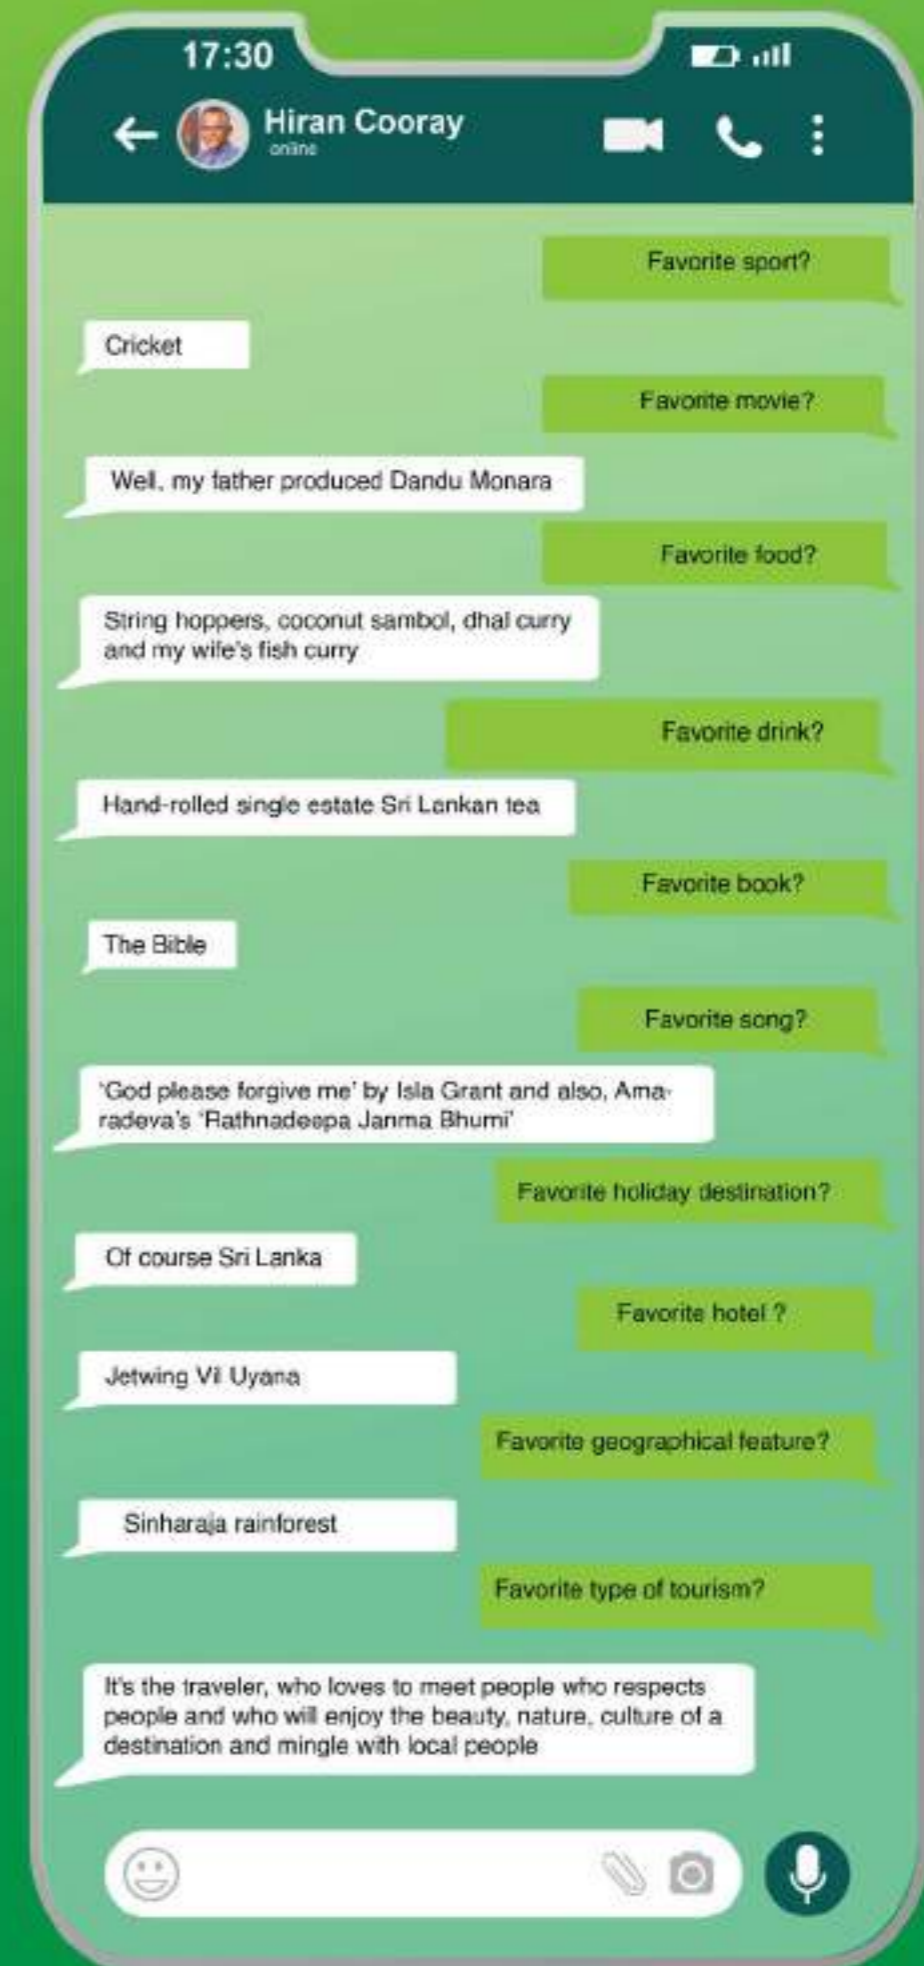 17:30
Hiran Cooray
online
Favorite sport?
Cricket
Favorite movie?
Well, my father produced Dandu Monara
Favorite food?
String hoppers, coconut sambol, dhal curry
and my wife's fish curry
Favorite drink?
Hand-rolled single estate Sri Lankan tea
Favorite book?
The Bible
Favorite song?
'God please forgive me' by Isla Grant and also, Ama-
radeva's 'Rathnadeepa Janma Bhumi'
Favorite holiday destination?
Of course Sri Lanka
Favorite hotel ?
Jetwing Vil Uyana
Favorite geographical feature?
Sinharaja rainforest
Favorite type of tourism?
It's the traveler, who loves to meet people who respects
people and who will enjoy the beauty, nature, culture of a
destination and mingle with local people